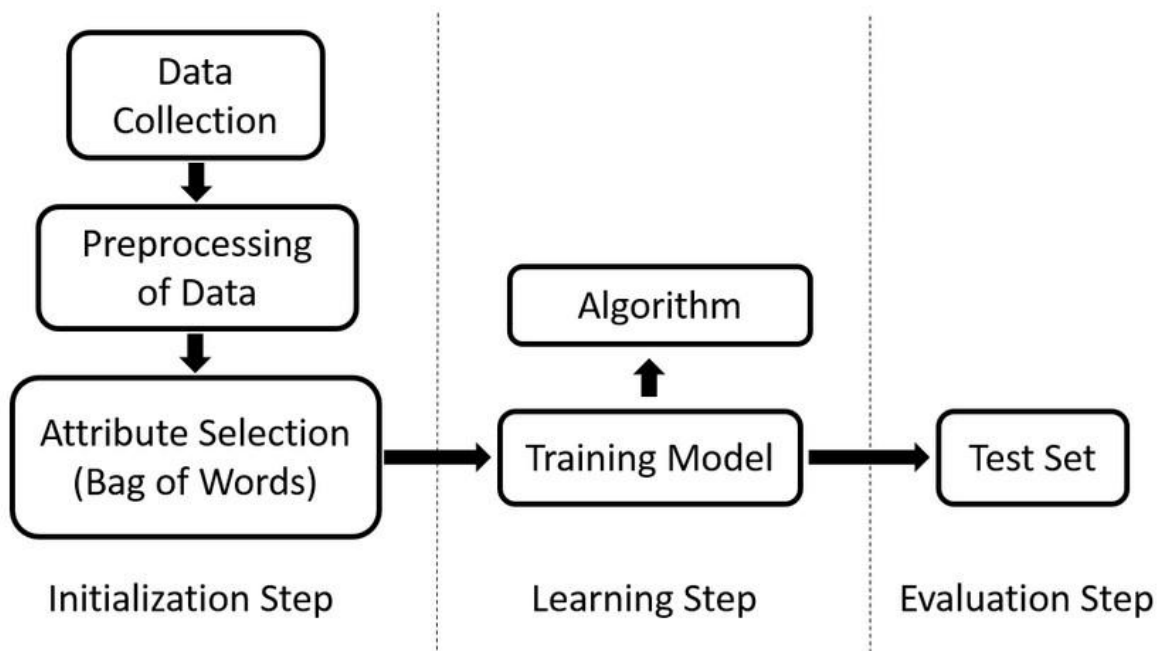 Data
Collection
Preprocessing
of Data
Attribute Selection
(Bag of Words)
Initialization Step
Algorithm
Training Model
Learning Step
Test Set
Evaluation Step